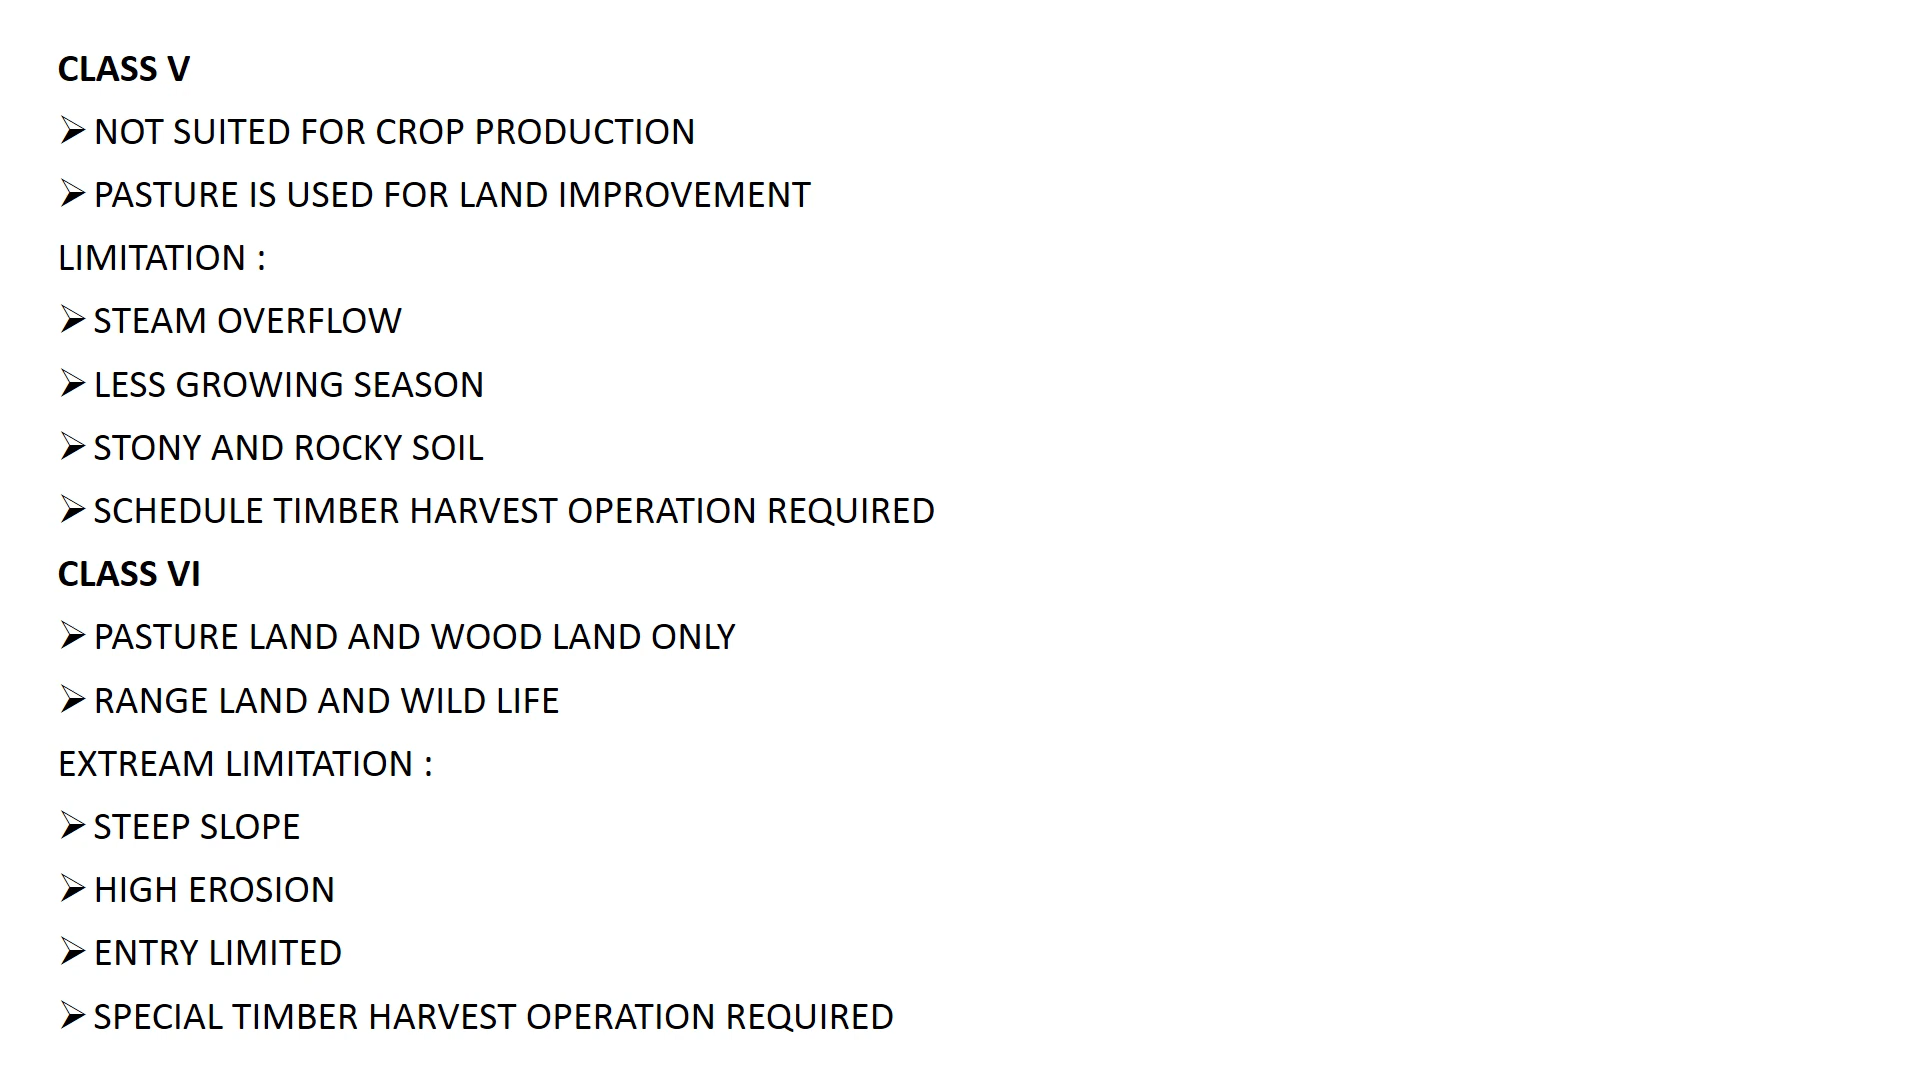 CLASS V
➢ NOT SUITED FOR CROP PRODUCTION
➢ PASTURE IS USED FOR LAND IMPROVEMENT
LIMITATION :
➢ STEAM OVERFLOW
➢ LESS GROWING SEASON
➢ STONY AND ROCKY SOIL
➢ SCHEDULE TIMBER HARVEST OPERATION REQUIRED
CLASS VI
➢ PASTURE LAND AND WOOD LAND ONLY
➢ RANGE LAND AND WILD LIFE
EXTREAM LIMITATION :
➢ STEEP SLOPE
➢ HIGH EROSION
➢ ENTRY LIMITED
➢ SPECIAL TIMBER HARVEST OPERATION REQUIRED